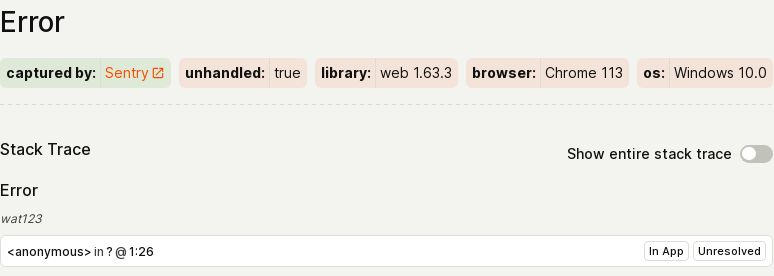 Error
captured by: Sentry unhandled: true library: web 1.63.3 browser: Chrome 113 os: Windows 10.0
Stack Trace
Show entire stack trace
Error
wat123
<anonymous> in ? @ 1:26 In App Unresolved